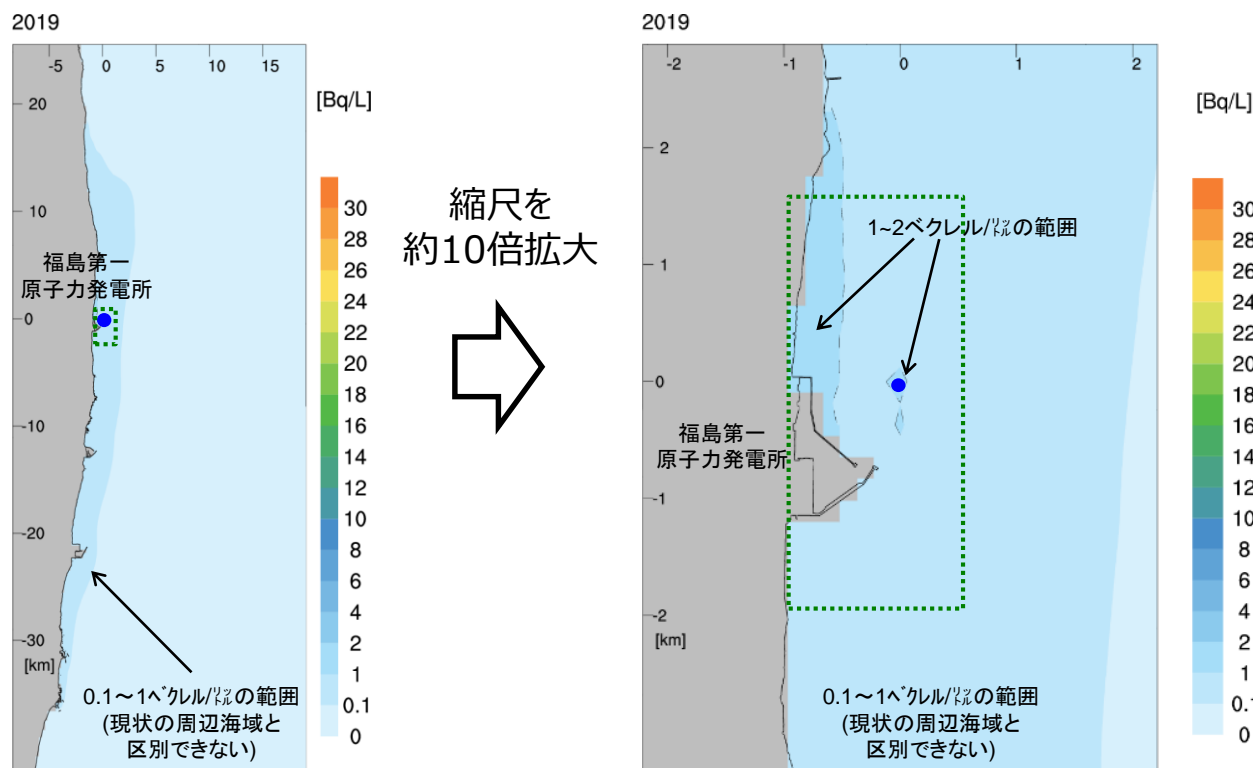 2019
-5 0 5 10 15
20
10
0
-10
-20
-30
[km]
福島第一
原子力発電所
0.1～1ﾍﾞｸﾚﾙ/㍑の範囲
(現状の周辺海域と
区別できない)
[Bq/L]
30
28
26
24
22
20
18
16
14
12
10
8
6
4
2
1
0.1
0
縮尺を
約10倍拡大
2019
-2 -1 0 1 2
2
1
0
-1
-2
[km]
1~2ベクレル/㍑の範囲
福島第一
原子力発電所
0.1～1ﾍﾞｸﾚﾙ/㍑の範囲
(現状の周辺海域と
区別できない)
[Bq/L]
30
28
26
24
22
20
18
16
14
12
10
8
6
4
2
1
0.1
0